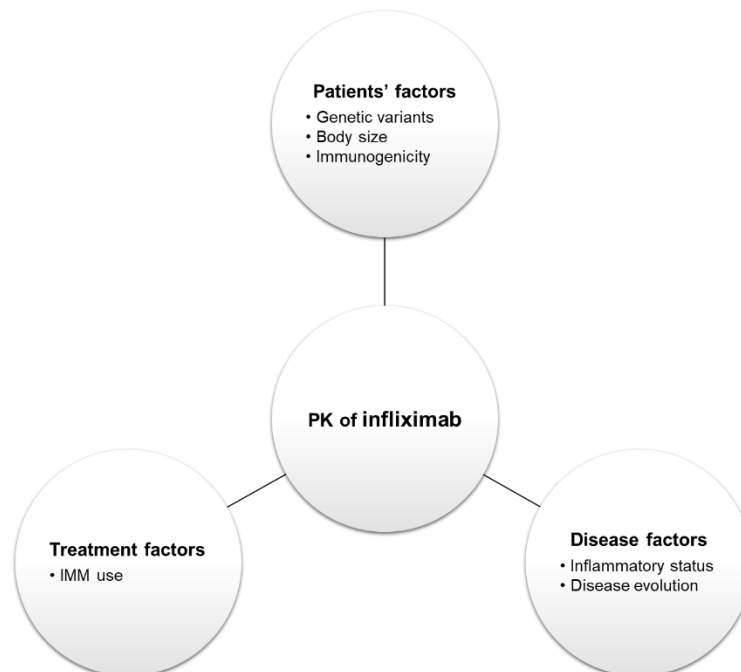 Patients’ factors
• Genetic variants
• Body size
• Immunogenicity
PK of infliximab
Treatment factors
• IMM use
Disease factors
• Inflammatory status
• Disease evolution